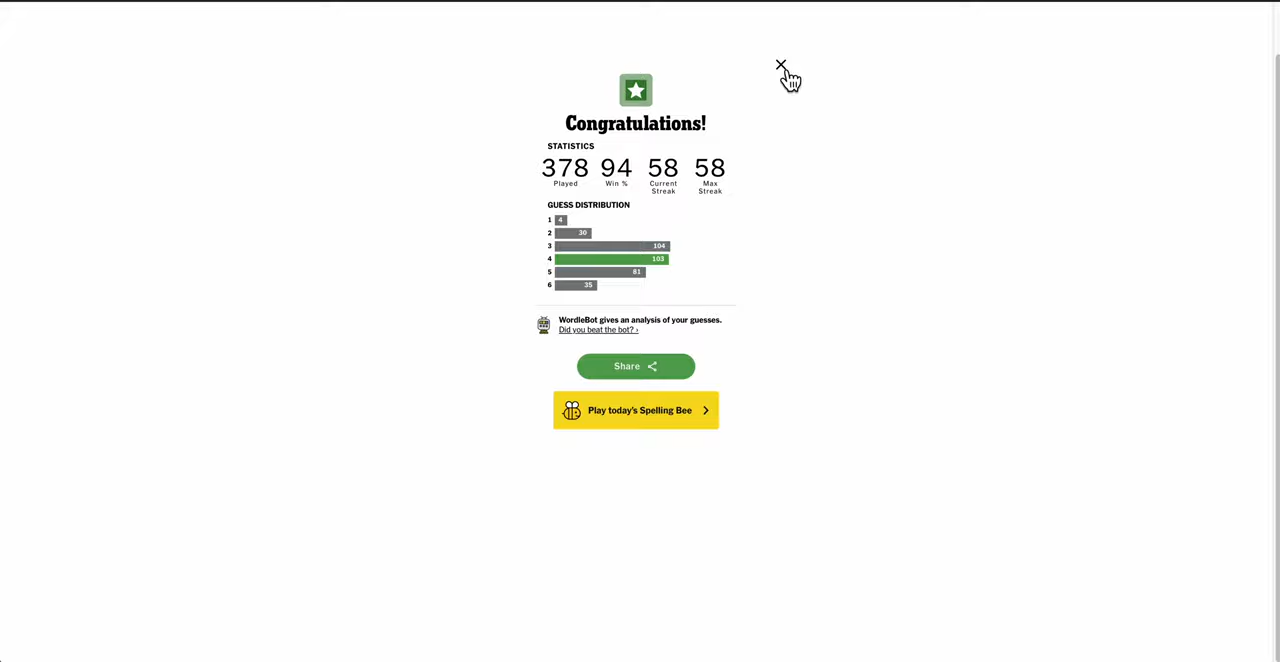 Congratulations!
STATISTICS
378 94 58 58
Played Win % Current Streak Max Streak
GUESS DISTRIBUTION
1 4
2 30
3 104
4 103
5 81
6 35
WordleBot gives an analysis of your guesses.
Did you beat the bot? ›
Share
Play today's Spelling Bee